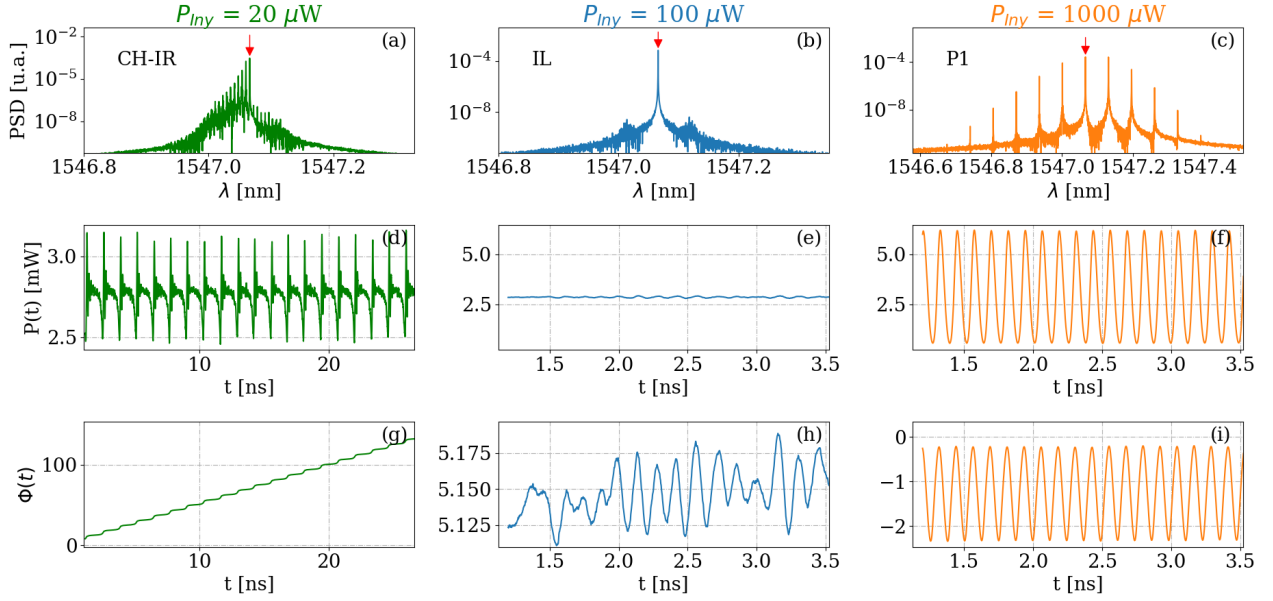 P_Iny = 20 μW
P_Iny = 100 μW
P_Iny = 1000 μW
PSD [u.a.]
10⁻²
10⁻⁵
10⁻⁸
CH-IR
(a)
1546.8 1547.0 1547.2
λ [nm]
10⁻⁴
10⁻⁸
IL
(b)
1546.8 1547.0 1547.2
λ [nm]
10⁻⁴
10⁻⁸
P1
(c)
1546.6 1546.8 1547.0 1547.2 1547.4
λ [nm]
P(t) [mW]
3.0
2.5
(d)
10 20
t [ns]
5.0
2.5
(e)
1.5 2.0 2.5 3.0 3.5
t [ns]
5.0
2.5
(f)
1.5 2.0 2.5 3.0 3.5
t [ns]
Φ(t)
100
0
(g)
10 20
t [ns]
5.175
5.150
5.125
(h)
1.5 2.0 2.5 3.0 3.5
t [ns]
0
−1
−2
(i)
1.5 2.0 2.5 3.0 3.5
t [ns]